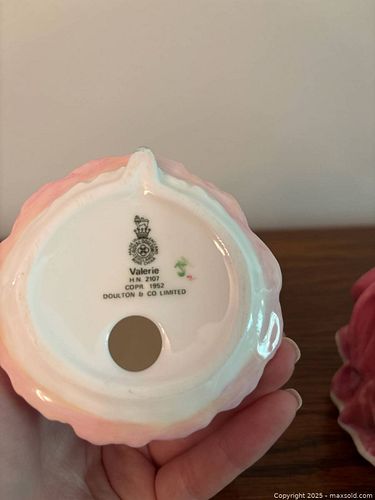 Valerie
H.N. 2107
COPR. 1952
DOULTON & CO LIMITED
Copyright 2025 - maxsold.com